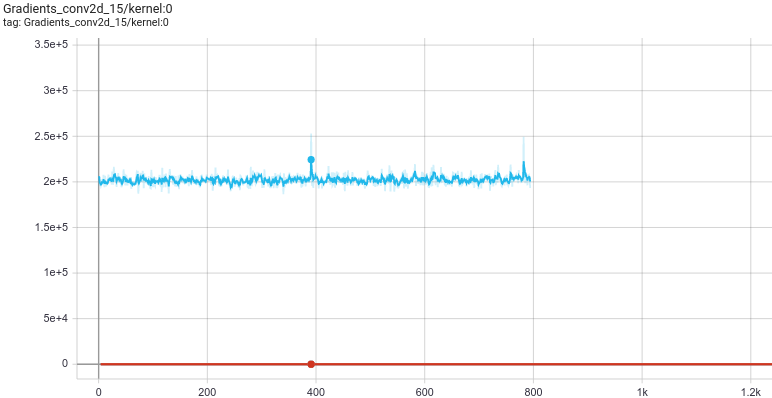 Gradients_conv2d_15/kernel:0
tag: Gradients_conv2d_15/kernel:0
3.5e+5
3e+5
2.5e+5
2e+5
1.5e+5
1e+5
5e+4
0
0 200 400 600 800 1k 1.2k